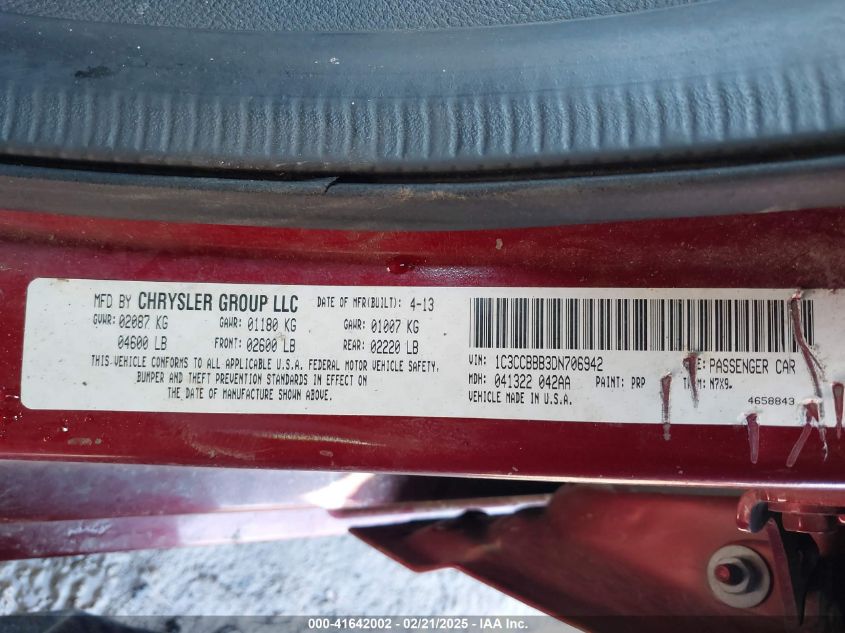 MFD BY CHRYSLER GROUP LLC DATE OF MFR(BUILT): 4-13
GVWR: 02087 KG GAWR: 01180 KG GAWR: 01007 KG
04600 LB FRONT: 02600 LB REAR: 02220 LB
THIS VEHICLE CONFORMS TO ALL APPLICABLE U.S.A. FEDERAL MOTOR VEHICLE SAFETY,
BUMPER AND THEFT PREVENTION STANDARDS IN EFFECT ON
THE DATE OF MANUFACTURE SHOWN ABOVE.
VIN: 1C3CCBBB3DN706942 PASSENGER CAR
MDH: 041322 042AA PAINT: PRP N7X9
VEHICLE MADE IN U.S.A. 4658843
000-41642002 - 02/21/2025 - IAA Inc.